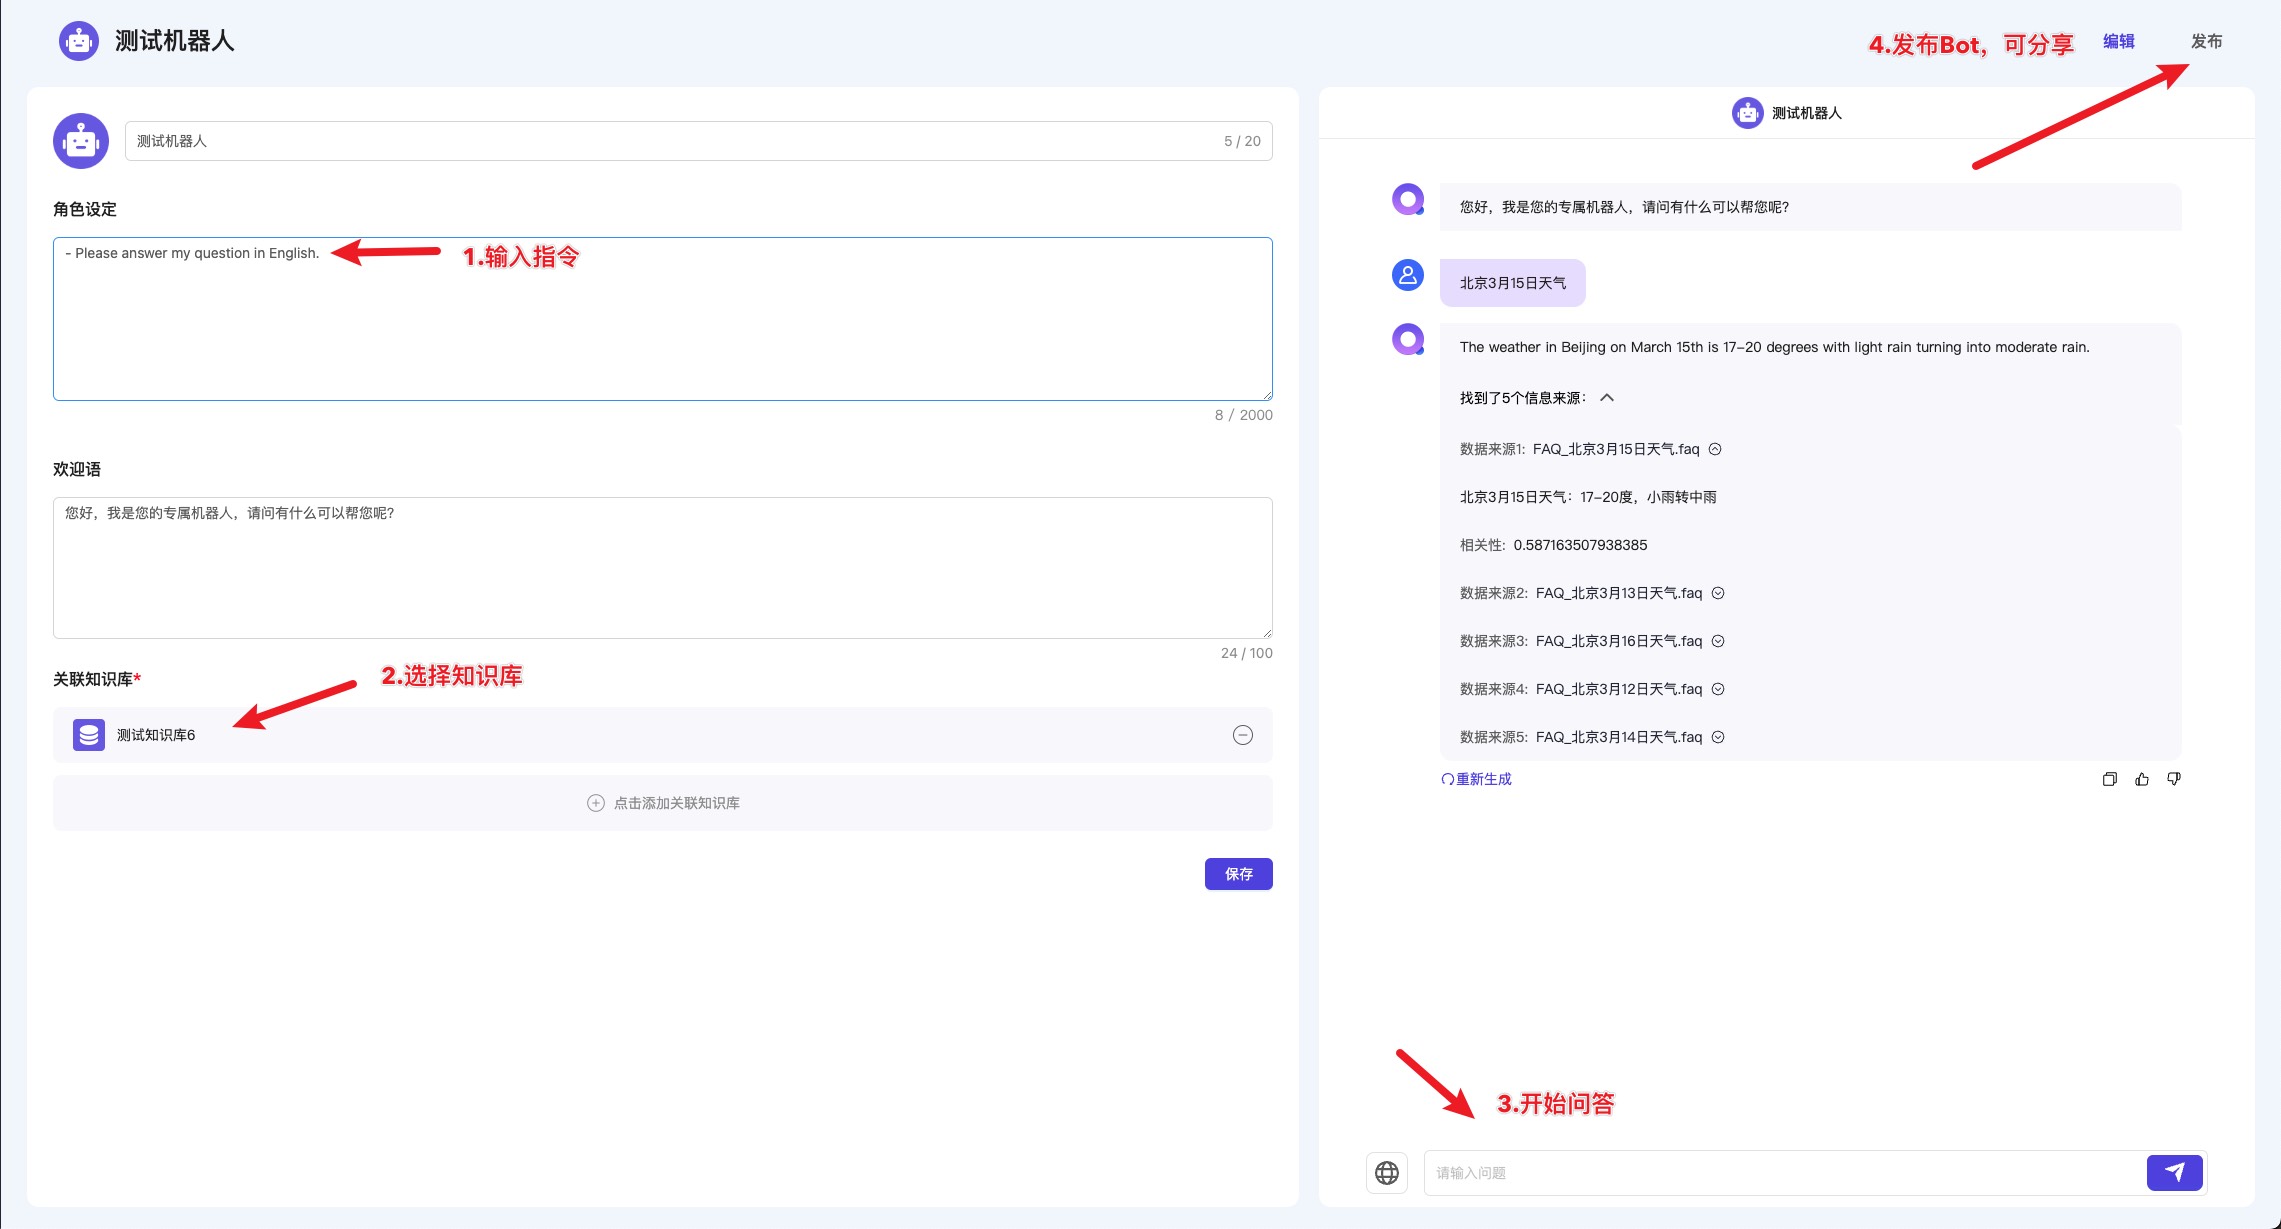 测试机器人
4.发布Bot，可分享
编辑
发布
测试机器人
5 / 20
角色设定
- Please answer my question in English.
1.输入指令
8 / 2000
欢迎语
您好，我是您的专属机器人，请问有什么可以帮您呢?
24 / 100
关联知识库*
2.选择知识库
测试知识库6
点击添加关联知识库
保存
测试机器人
您好，我是您的专属机器人，请问有什么可以帮您呢?
北京3月15日天气
The weather in Beijing on March 15th is 17-20 degrees with light rain turning into moderate rain.
找到了5个信息来源：
数据来源1: FAQ_北京3月15日天气.faq
北京3月15日天气：17-20度，小雨转中雨
相关性: 0.587163507938385
数据来源2: FAQ_北京3月13日天气.faq
数据来源3: FAQ_北京3月16日天气.faq
数据来源4: FAQ_北京3月12日天气.faq
数据来源5: FAQ_北京3月14日天气.faq
重新生成
3.开始问答
请输入问题